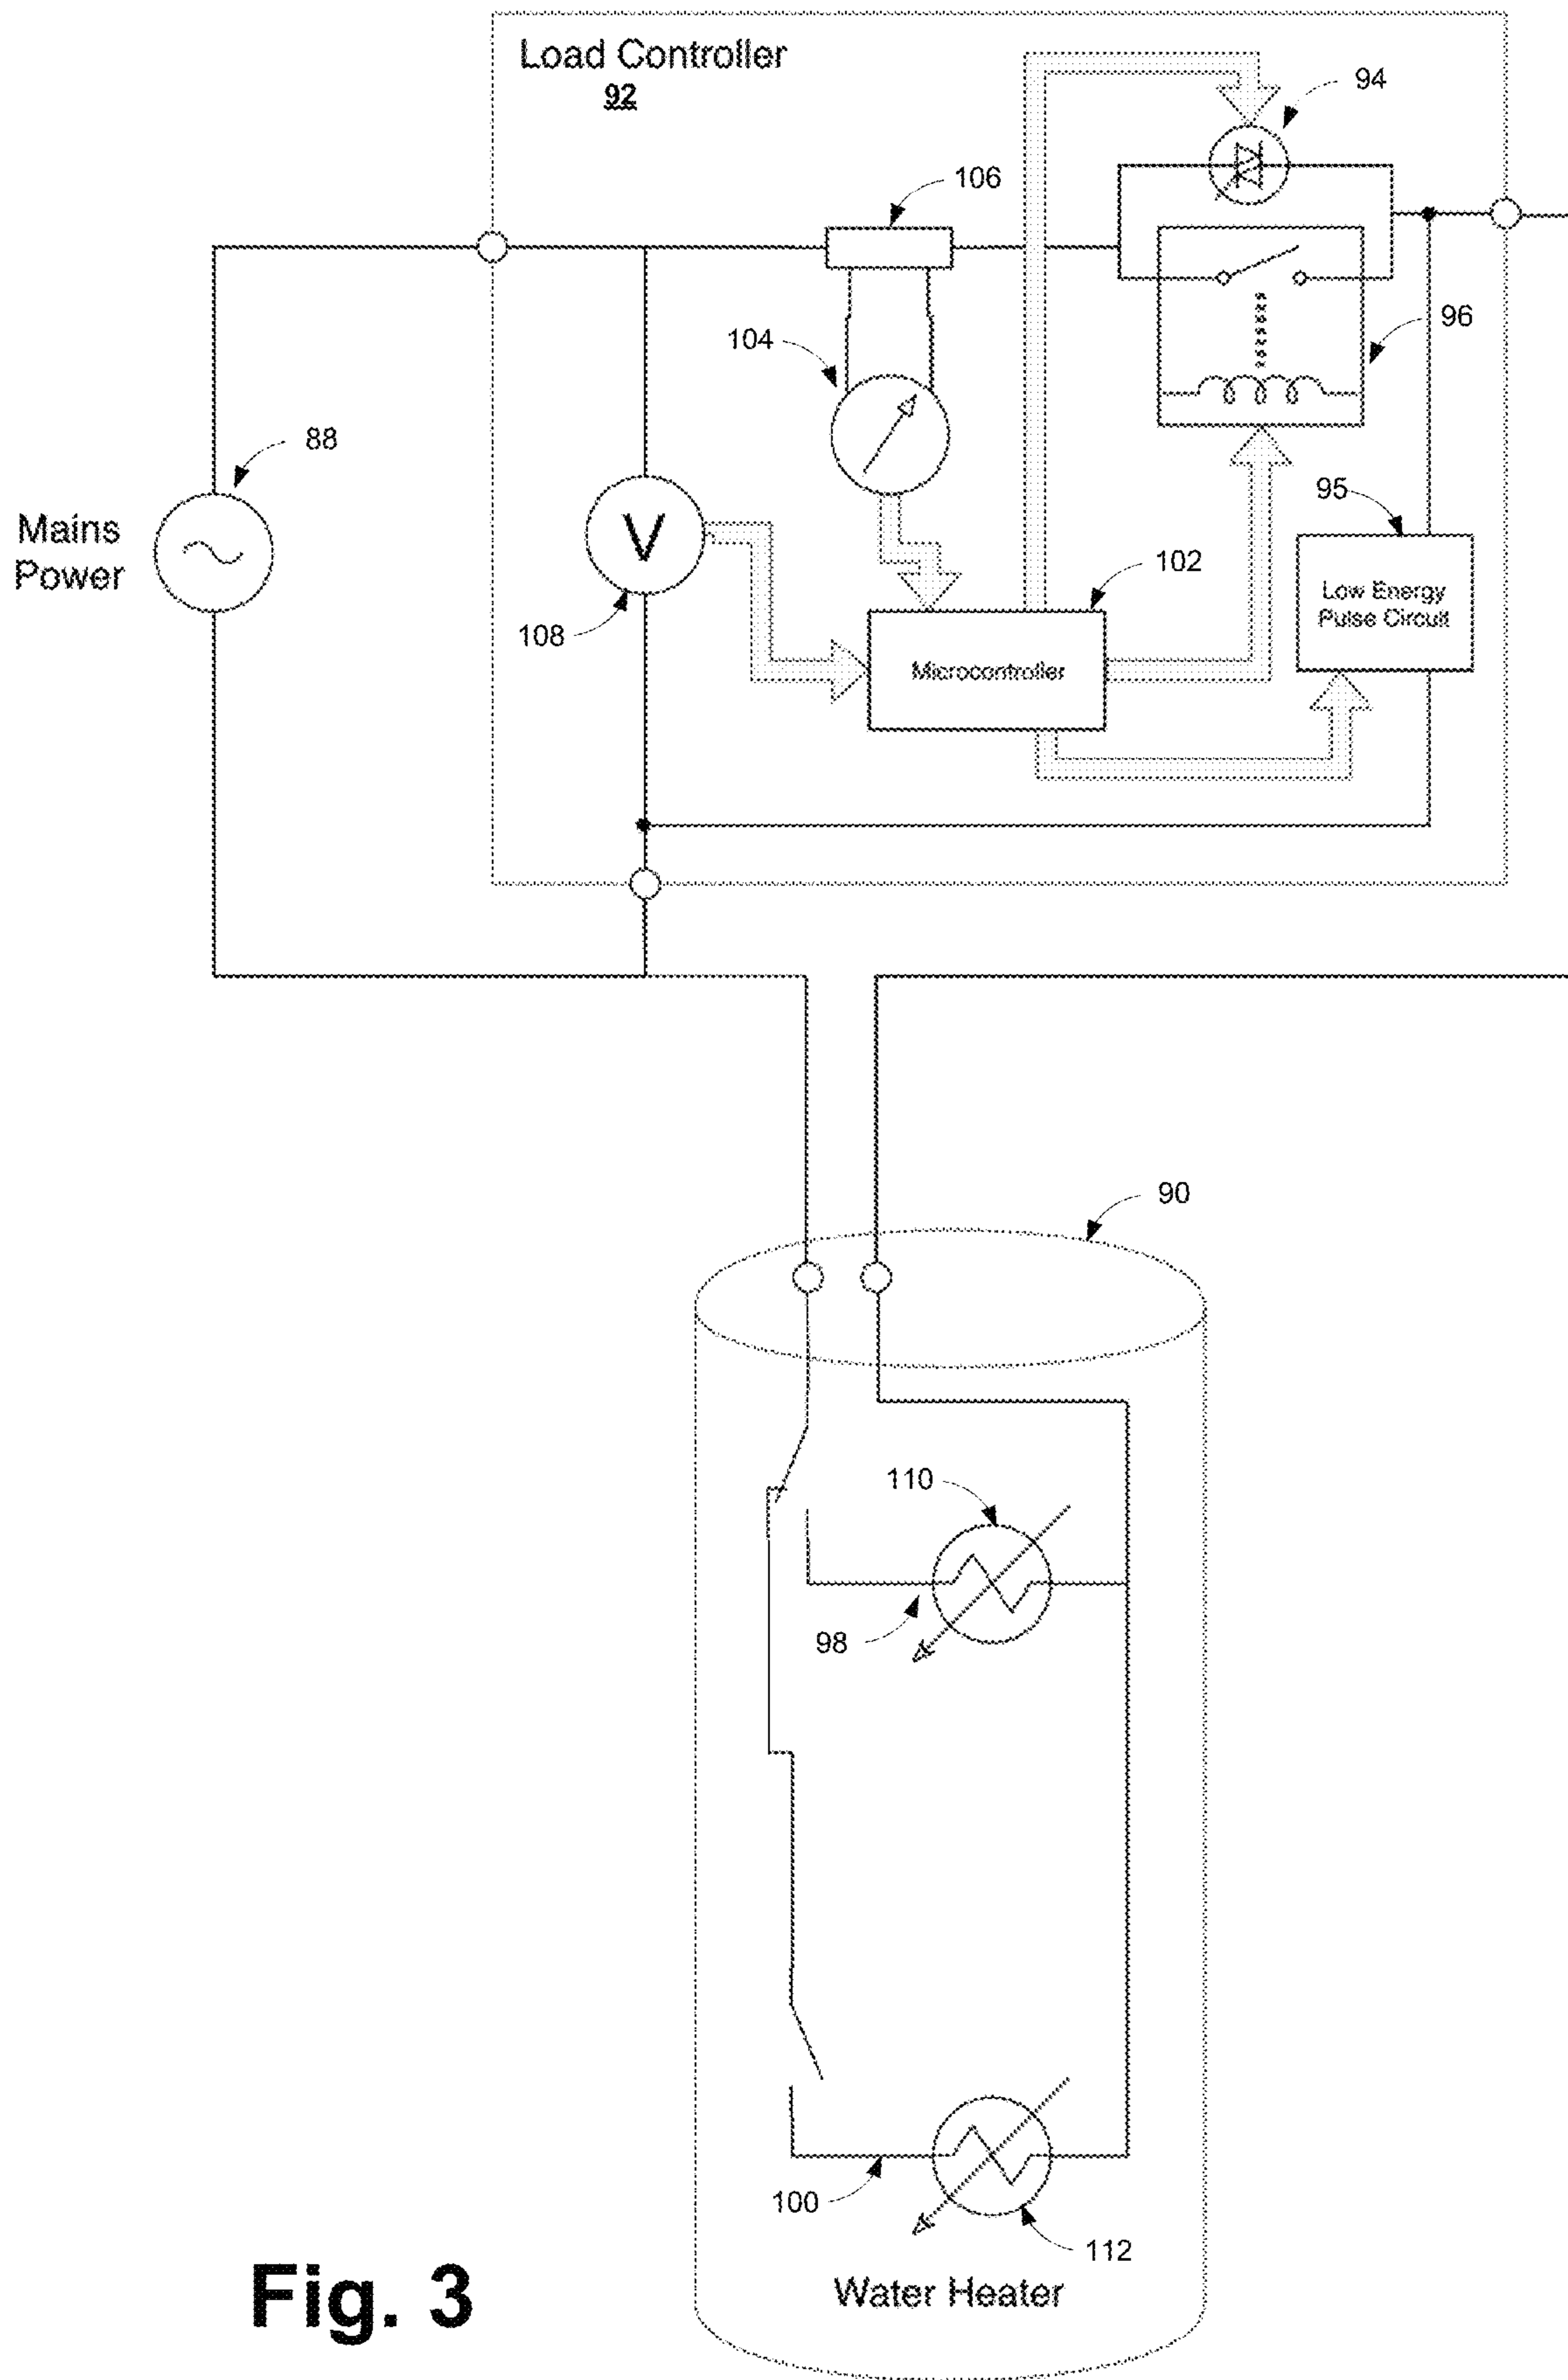 Load Controller
92
94
106
96
104
88
Mains
Power
V
95
102
Low Energy
Pulse Circuit
108
Microcontroller
90
110
98
100
112
Water Heater
Fig. 3